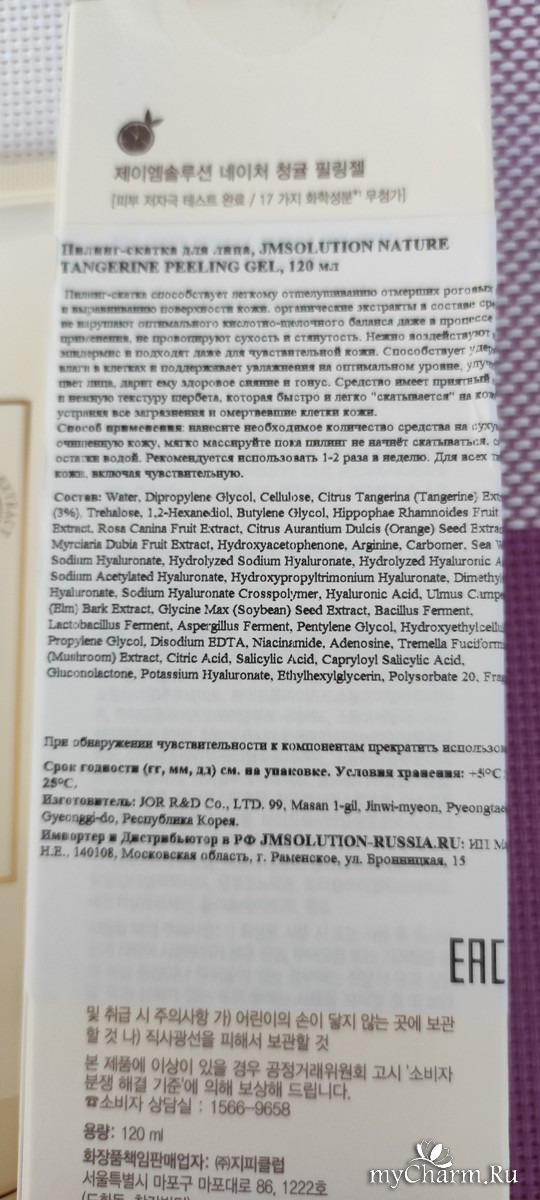 제이엠솔루션 네이처 청귤 필링젤
[피부 저자극 테스트 완료 / 17 가지 화학성분*¹ 무첨가]
Пилинг-скатка для лица, JMSOLUTION NATURE
TANGERINE PEELING GEL, 120 мл
Пилинг-скатка способствует легкому отшелушиванию отмерших роговых
и выравниванию поверхности кожи. органические экстракты в составе сре
не нарушают оптимального кислотно-щелочного баланса даже в процессе
применения, не провоцируют сухость и стянутость. Нежно воздействуют
эпидермис и подходят даже для чувствительной кожи. Способствует удер
влаги в клетках и поддерживает увлажнения на оптимальном уровне, улуч
цвет лица, дарит ему здоровое сияние и тонус. Средство имеет приятный
и нежную текстуру шербета, которая быстро и легко "скатывается" на кож
устраняя все загрязнения и омертвевшие клетки кожи.
Способ применения: нанесите необходимое количество средства на суху
очищенную кожу, мягко массируйте пока пилинг не начнёт скатываться, с
остатки водой. Рекомендуется использовать 1-2 раза в неделю. Для всех т
кожи, включая чувствительную.
Состав: Water, Dipropylene Glycol, Cellulose, Citrus Tangerina (Tangerine) Ext
(3%), Trehalose, 1,2-Hexanediol, Butylene Glycol, Hippophae Rhamnoides Fruit
Extract, Rosa Canina Fruit Extract, Citrus Aurantium Dulcis (Orange) Seed Extrac
Myrciaria Dubia Fruit Extract, Hydroxyacetophenone, Arginine, Carbomer, Sea W
Sodium Hyaluronate, Hydrolyzed Sodium Hyaluronate, Hydrolyzed Hyaluronic A
Sodium Acetylated Hyaluronate, Hydroxypropyltrimonium Hyaluronate, Dimethyl
Hyaluronate, Sodium Hyaluronate Crosspolymer, Hyaluronic Acid, Ulmus Campe
(Elm) Bark Extract, Glycine Max (Soybean) Seed Extract, Bacillus Ferment,
Lactobacillus Ferment, Aspergillus Ferment, Pentylene Glycol, Hydroxyethylcellu
Propylene Glycol, Disodium EDTA, Niacinamide, Adenosine, Tremella Fuciform
(Mushroom) Extract, Citric Acid, Salicylic Acid, Capryloyl Salicylic Acid,
Gluconolactone, Potassium Hyaluronate, Ethylhexylglycerin, Polysorbate 20, Frag
При обнаружении чувствительности к компонентам прекратить использов
Срок годности (гг, мм, дд) см. на упаковке. Условия хранения: +5°C
25°C.
Изготовитель: JOR R&D Co., LTD. 99, Masan 1-gil, Jinwi-myeon, Pyeongtae
Gyeonggi-do, Республика Корея.
Импортер и Дистрибьютор в РФ JMSOLUTION-RUSSIA.RU: ИП М
Н.Е., 140108, Московская область, г. Раменское, ул. Бронницкая, 15
EAC
및 취급 시 주의사항 가) 어린이의 손이 닿지 않는 곳에 보관
할 것 나) 직사광선을 피해서 보관할 것
본 제품에 이상이 있을 경우 공정거래위원회 고시 '소비자
분쟁 해결 기준'에 의해 보상해 드립니다.
☎소비자 상담실 : 1566-9658
용량: 120 ml
화장품책임판매업자: ㈜지피클럽
서울특별시 마포구 마포대로 86, 1222호
EXTRACT
myCharm.Ru